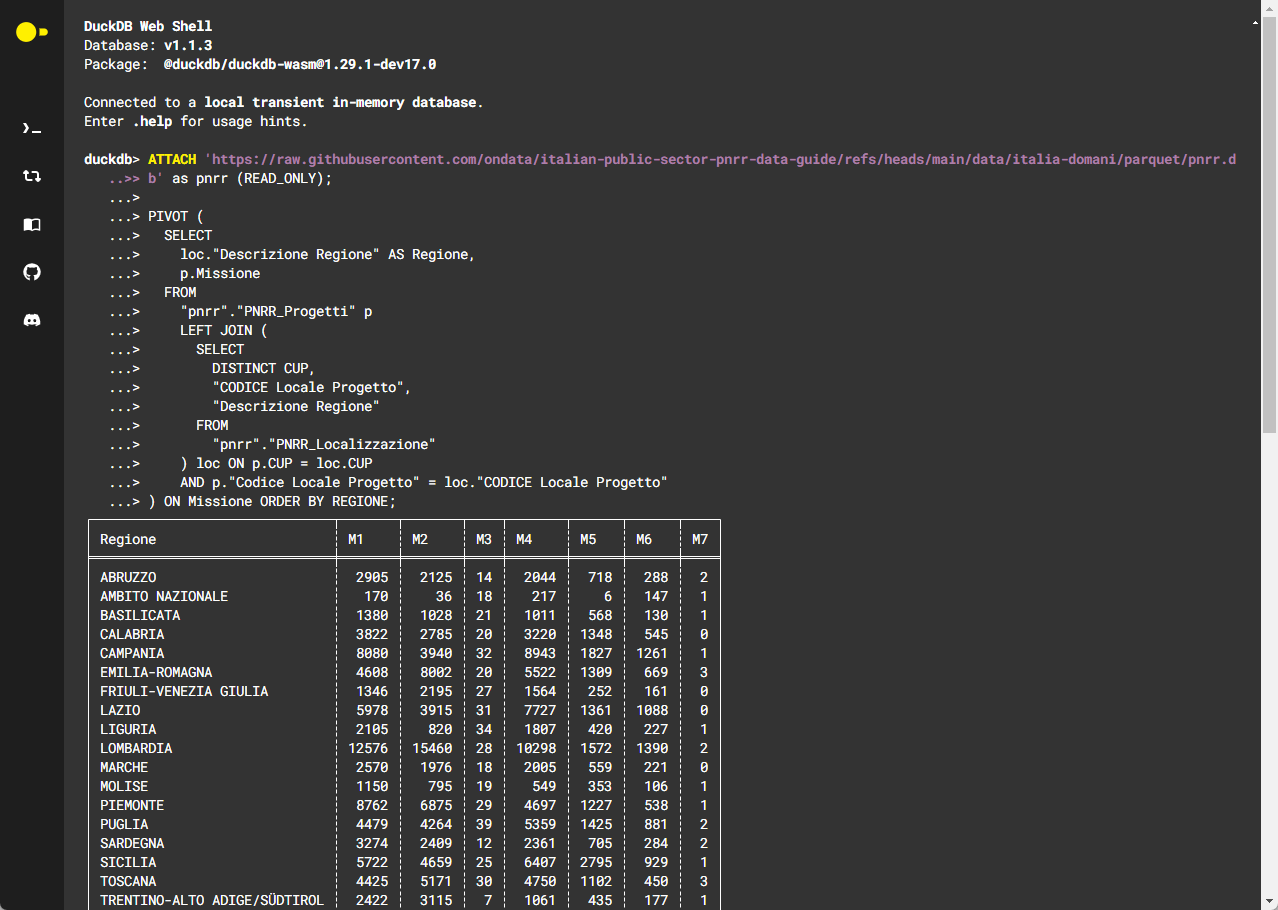 DuckDB Web Shell
Database: v1.1.3
Package:  @duckdb/duckdb-wasm@1.29.1-dev17.0
Connected to a local transient in-memory database.
Enter .help for usage hints.
duckdb> ATTACH 'https://raw.githubusercontent.com/ondata/italian-public-sector-pnrr-data-guide/refs/heads/main/data/italia-domani/parquet/pnrr.d
   ..>> b' as pnrr (READ_ONLY);
   ...>
   ...> PIVOT (
   ...>   SELECT
   ...>     loc."Descrizione Regione" AS Regione,
   ...>     p.Missione
   ...>   FROM
   ...>     "pnrr"."PNRR_Progetti" p
   ...>     LEFT JOIN (
   ...>       SELECT
   ...>         DISTINCT CUP,
   ...>         "CODICE Locale Progetto",
   ...>         "Descrizione Regione"
   ...>       FROM
   ...>         "pnrr"."PNRR_Localizzazione"
   ...>     ) loc ON p.CUP = loc.CUP
   ...>     AND p."Codice Locale Progetto" = loc."CODICE Locale Progetto"
   ...> ) ON Missione ORDER BY REGIONE;
Regione M1 M2 M3 M4 M5 M6 M7
ABRUZZO 2905 2125 14 2044 718 288 2
AMBITO NAZIONALE 170 36 18 217 6 147 1
BASILICATA 1380 1028 21 1011 568 130 1
CALABRIA 3822 2785 20 3220 1348 545 0
CAMPANIA 8080 3940 32 8943 1827 1261 1
EMILIA-ROMAGNA 4608 8002 20 5522 1309 669 3
FRIULI-VENEZIA GIULIA 1346 2195 27 1564 252 161 0
LAZIO 5978 3915 31 7727 1361 1088 0
LIGURIA 2105 820 34 1807 420 227 1
LOMBARDIA 12576 15460 28 10298 1572 1390 2
MARCHE 2570 1976 18 2005 559 221 0
MOLISE 1150 795 19 549 353 106 1
PIEMONTE 8762 6875 29 4697 1227 538 1
PUGLIA 4479 4264 39 5359 1425 881 2
SARDEGNA 3274 2409 12 2361 705 284 2
SICILIA 5722 4659 25 6407 2795 929 1
TOSCANA 4425 5171 30 4750 1102 450 3
TRENTINO-ALTO ADIGE/SÜDTIROL 2422 3115 7 1061 435 177 1